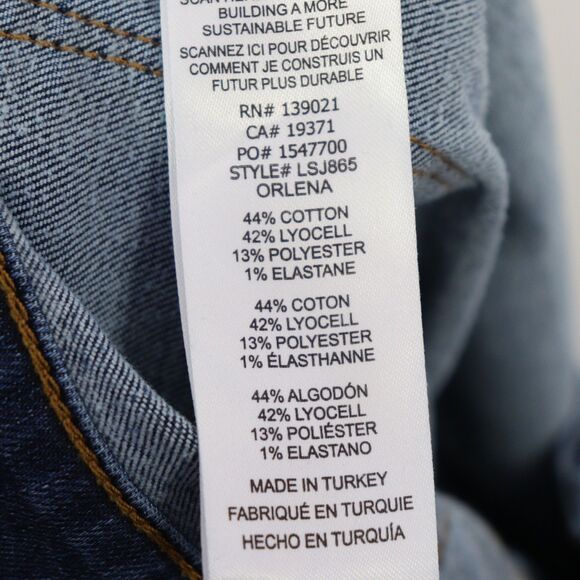 BUILDING A MORE
SUSTAINABLE FUTURE
SCANNEZ ICI POUR DÉCOUVRIR
COMMENT JE CONSTRUIS UN
FUTUR PLUS DURABLE
RN# 139021
CA# 19371
PO# 1547700
STYLE# LSJ865
ORLENA
44% COTTON
42% LYOCELL
13% POLYESTER
1% ELASTANE
44% COTON
42% LYOCELL
13% POLYESTER
1% ÉLASTHANNE
44% ALGODÓN
42% LYOCELL
13% POLIÉSTER
1% ELASTANO
MADE IN TURKEY
FABRIQUÉ EN TURQUIE
HECHO EN TURQUÍA